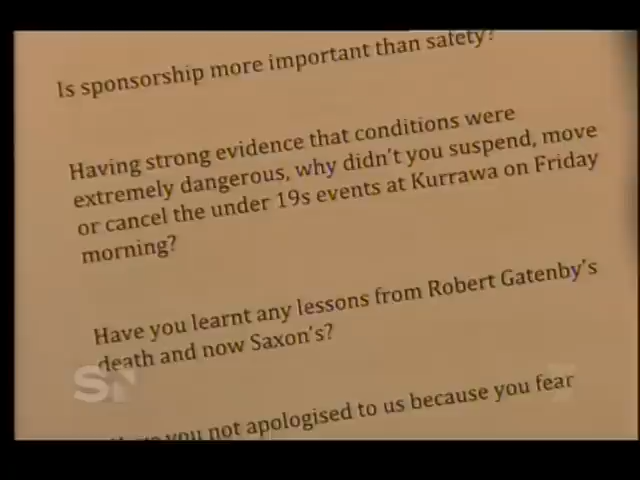 Is sponsorship more important than safety?
Having strong evidence that conditions were
extremely dangerous, why didn't you suspend, move
or cancel the under 19s events at Kurrawa on Friday
morning?
Have you learnt any lessons from Robert Gatenby's
death and now Saxon's?
you not apologised to us because you fear
SN
7